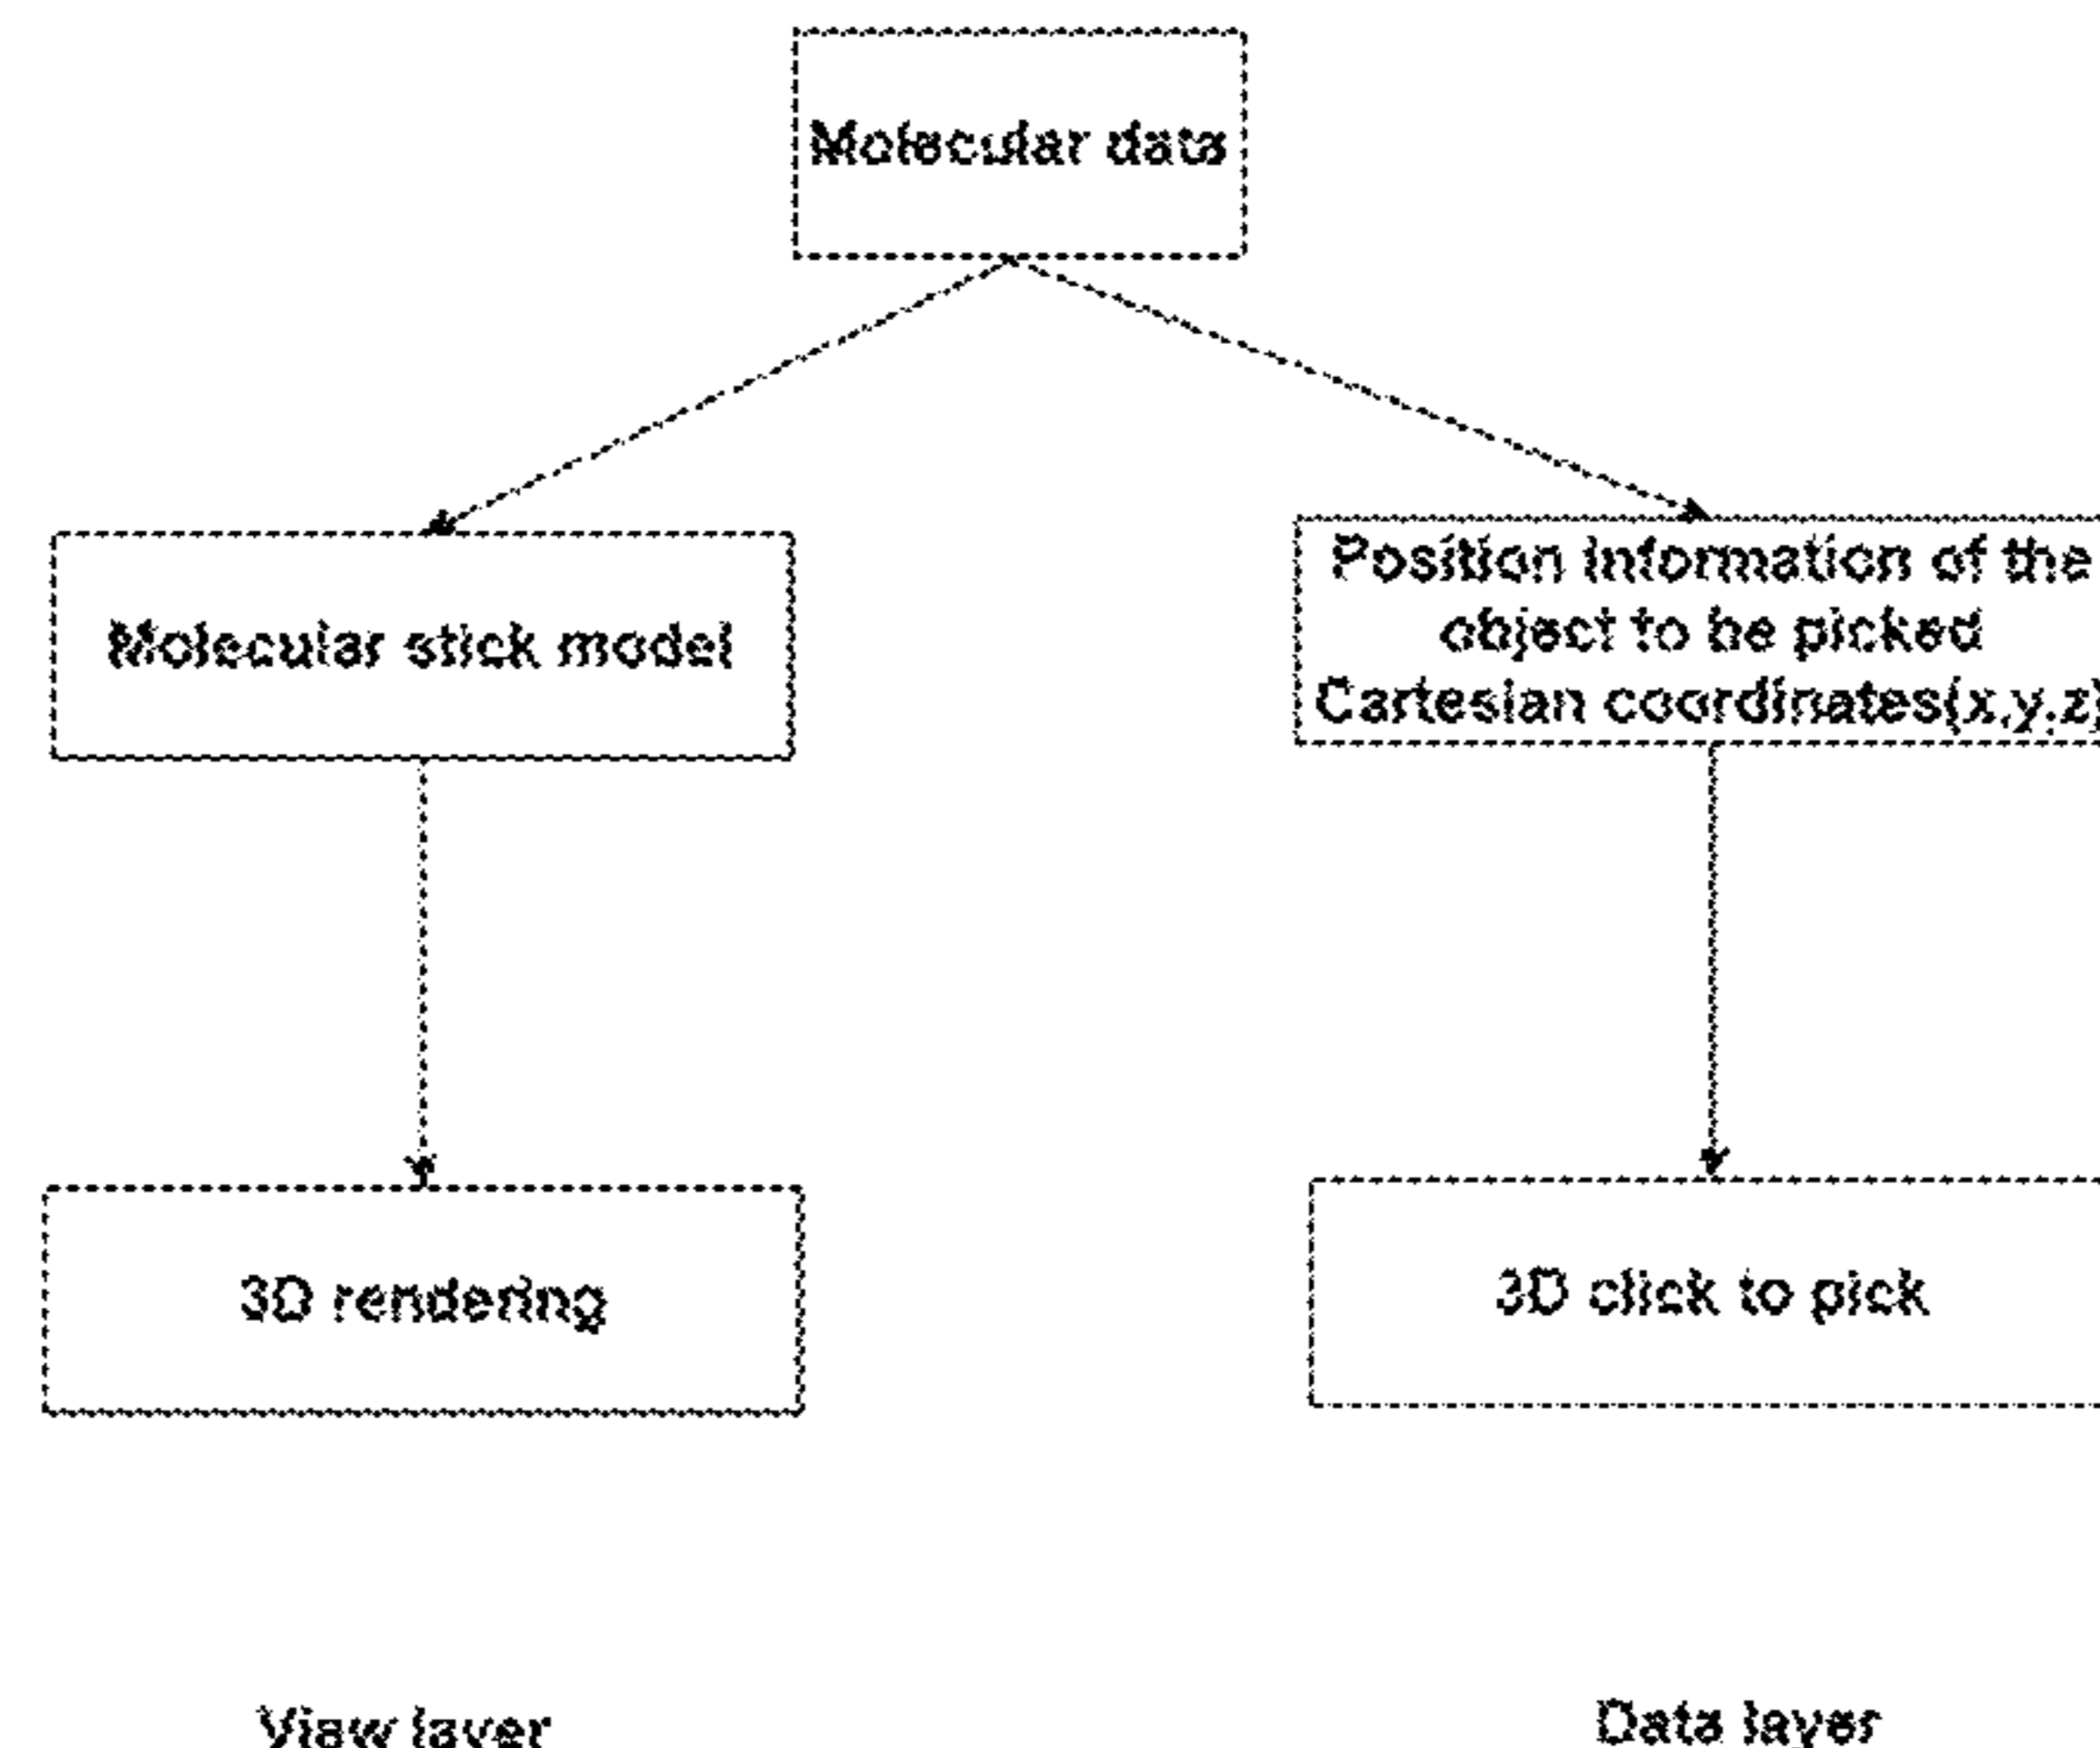 Molecular data
Molecular stick model
Position information of the
object to be picked
Cartesian coordinates(x,y,z)
3D rendering
3D click to pick
View layer
Data layer